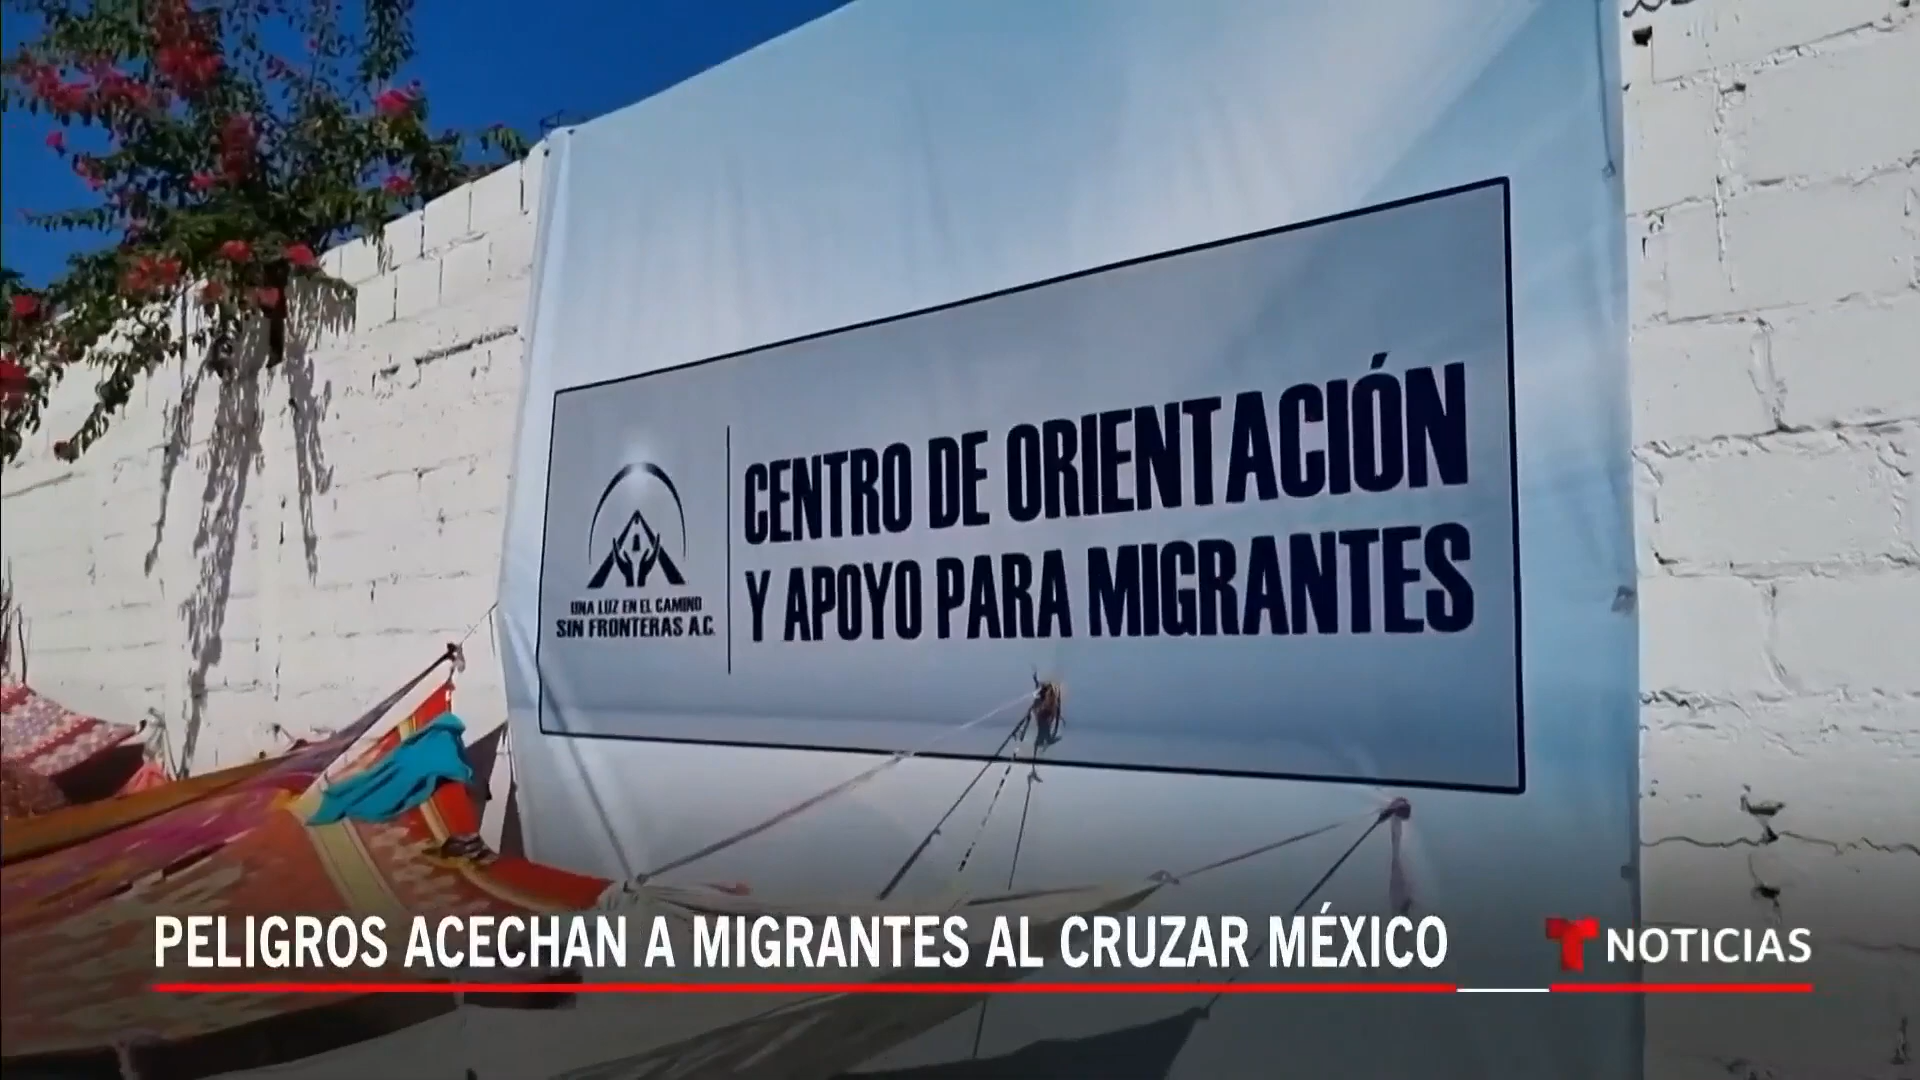 CENTRO DE ORIENTACIÓN
Y APOYO PARA MIGRANTES
UNA LUZ EN EL CAMINO
SIN FRONTERAS A.C.
PELIGROS ACECHAN A MIGRANTES AL CRUZAR MÉXICO
T NOTICIAS